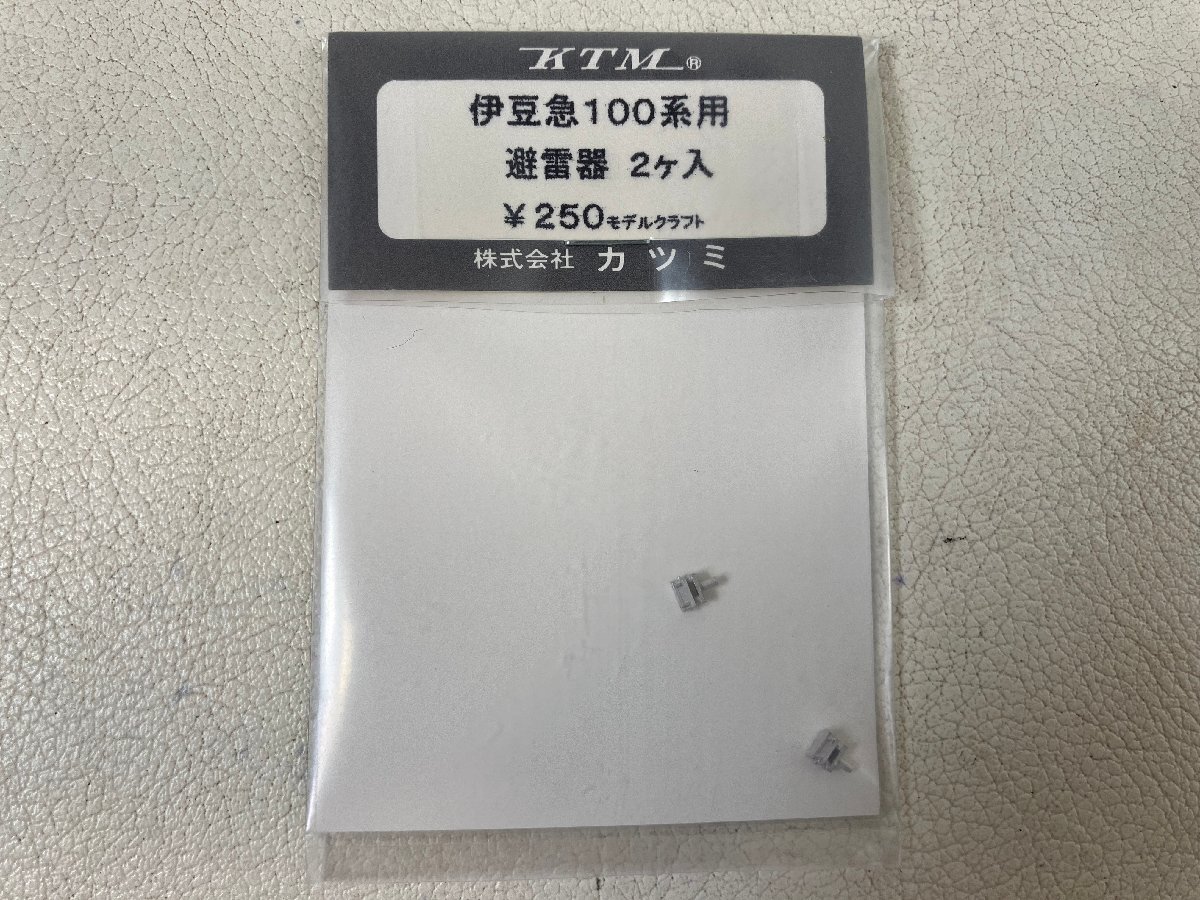 KTM®
伊豆急100系用
避雷器 2ヶ入
¥250モデルクラフト
株式会社 カツミ